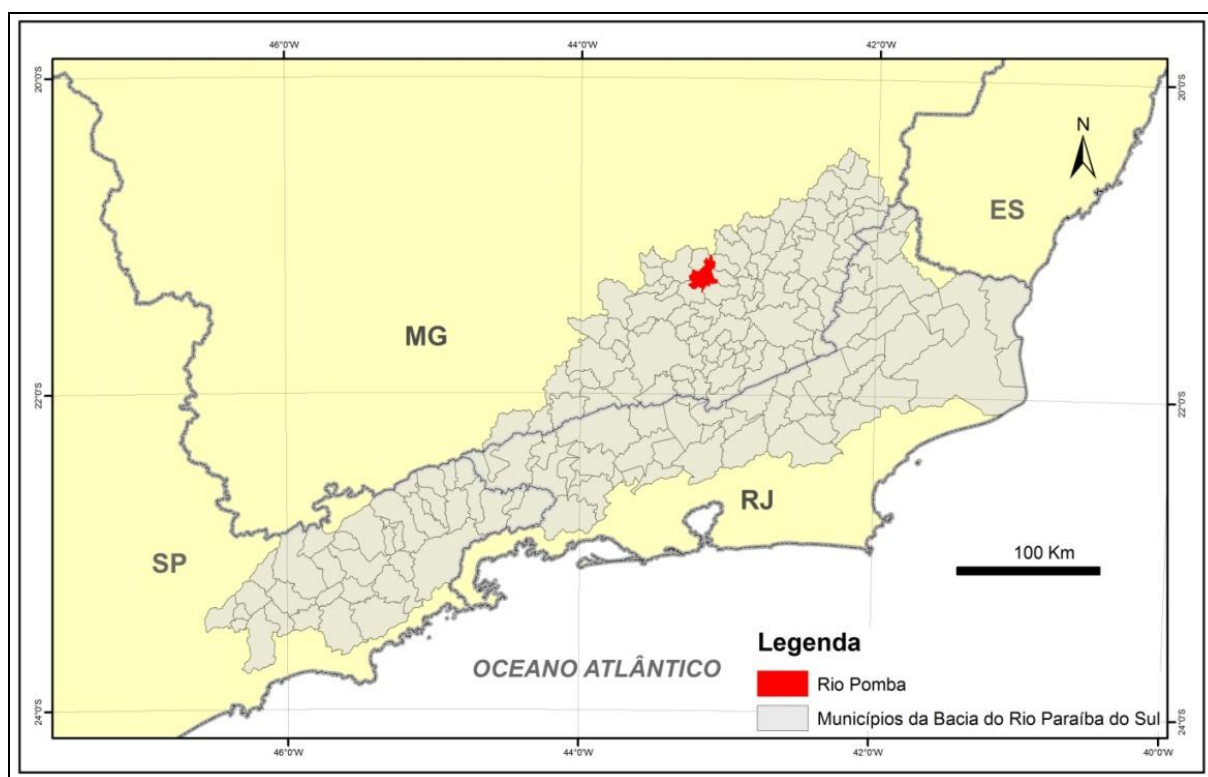 46°0'W
44°0'W
42°0'W
20°0'S
20°0'S
N
ES
MG
22°0'S
22°0'S
RJ
SP
100 Km
Legenda
OCEANO ATLÂNTICO
Rio Pomba
Municípios da Bacia do Rio Paraíba do Sul
24°0'S
24°0'S
46°0'W
44°0'W
42°0'W
40°0'W